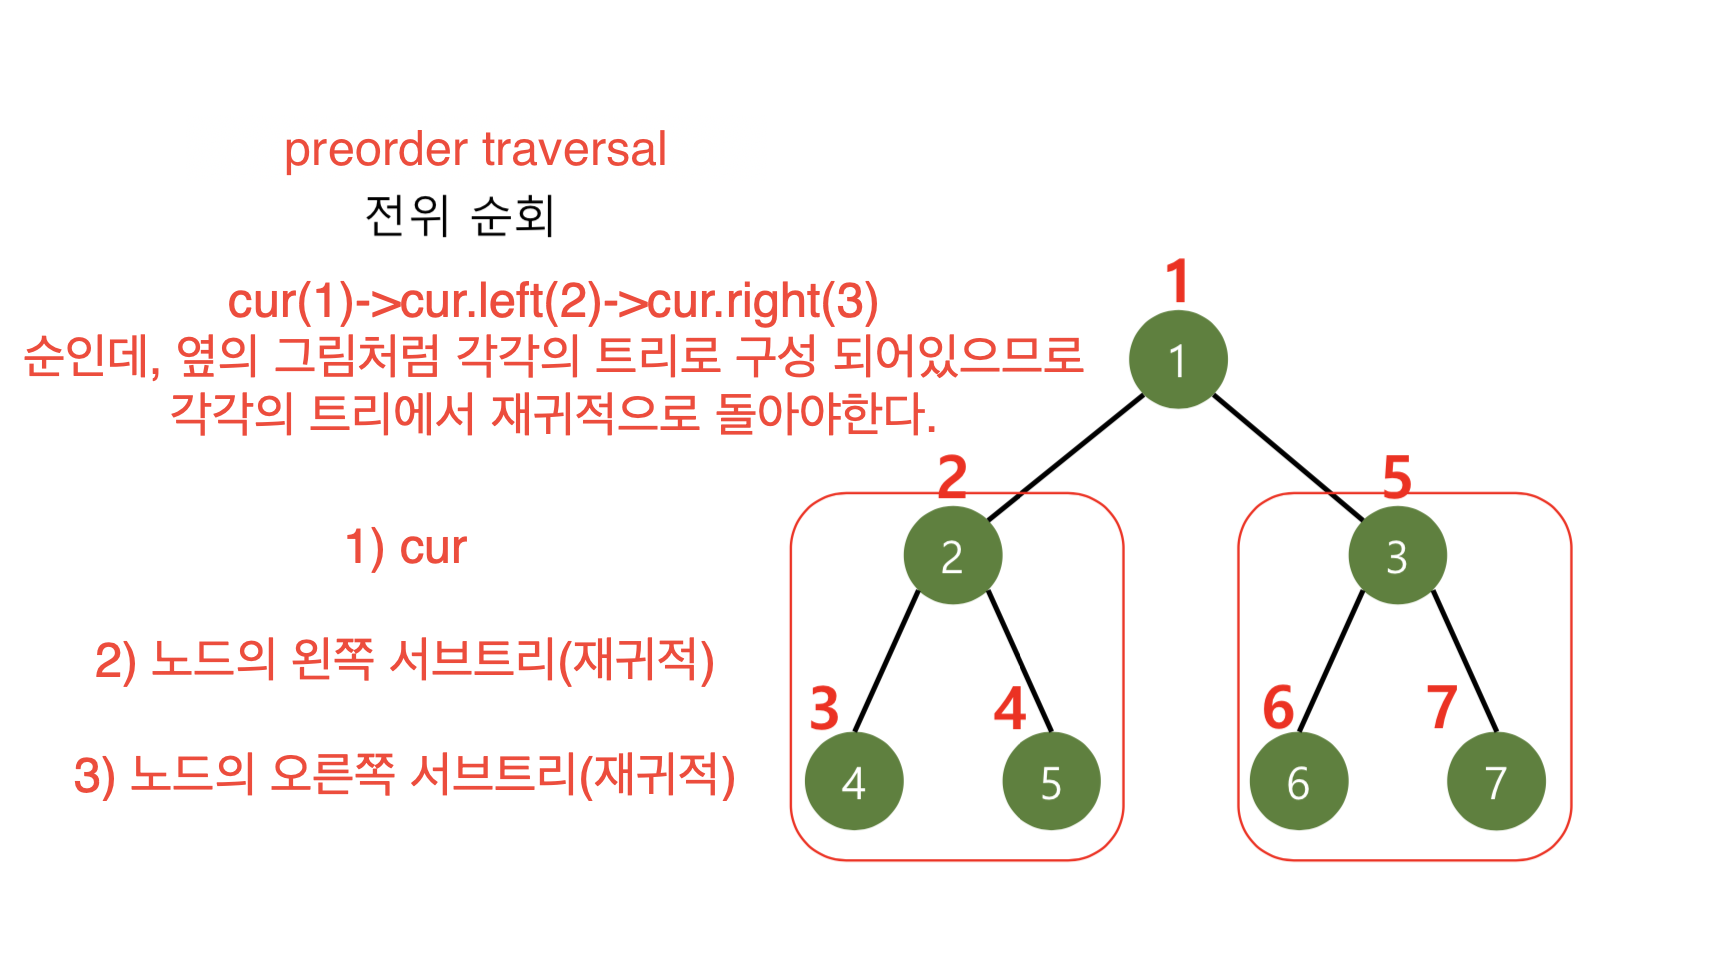 preorder traversal
전위 순회
cur(1)->cur.left(2)->cur.right(3)
순인데, 옆의 그림처럼 각각의 트리로 구성 되어있으므로
각각의 트리에서 재귀적으로 돌아야한다.
1) cur
2) 노드의 왼쪽 서브트리(재귀적)
3) 노드의 오른쪽 서브트리(재귀적)
1
1
2
5
2
3
3
4
6
7
4
5
6
7